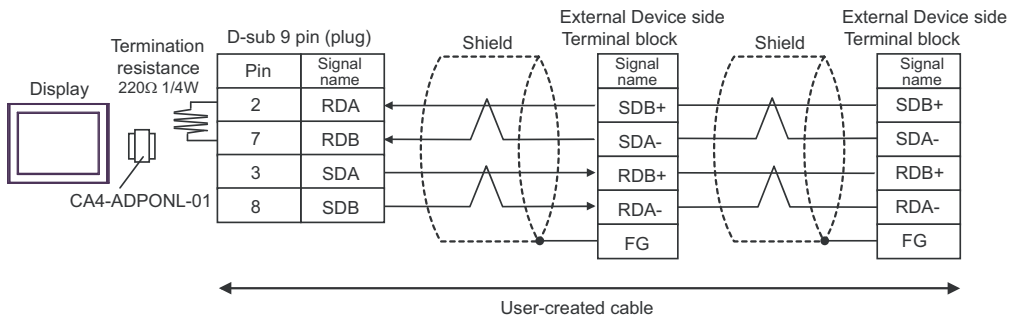 Display
CA4-ADPONL-01
Termination
resistance
220Ω 1/4W
D-sub 9 pin (plug)
Pin Signal name
2 RDA
7 RDB
3 SDA
8 SDB
Shield
External Device side
Terminal block
Signal
name
SDB+
SDA-
RDB+
RDA-
FG
Shield
External Device side
Terminal block
Signal
name
SDB+
SDA-
RDB+
RDA-
FG
User-created cable